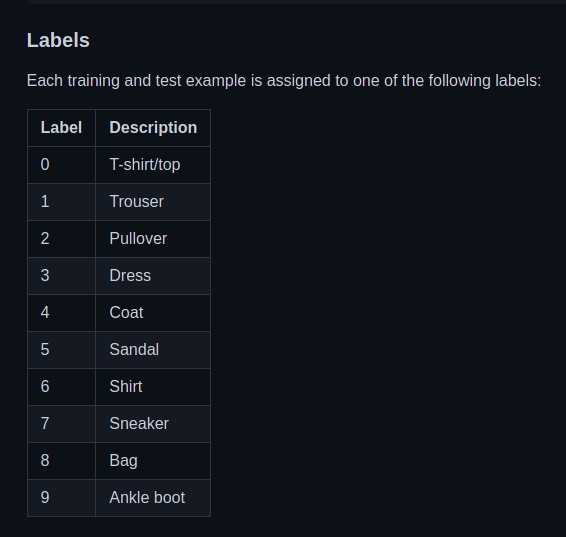 Labels
Each training and test example is assigned to one of the following labels:
Label Description
0 T-shirt/top
1 Trouser
2 Pullover
3 Dress
4 Coat
5 Sandal
6 Shirt
7 Sneaker
8 Bag
9 Ankle boot